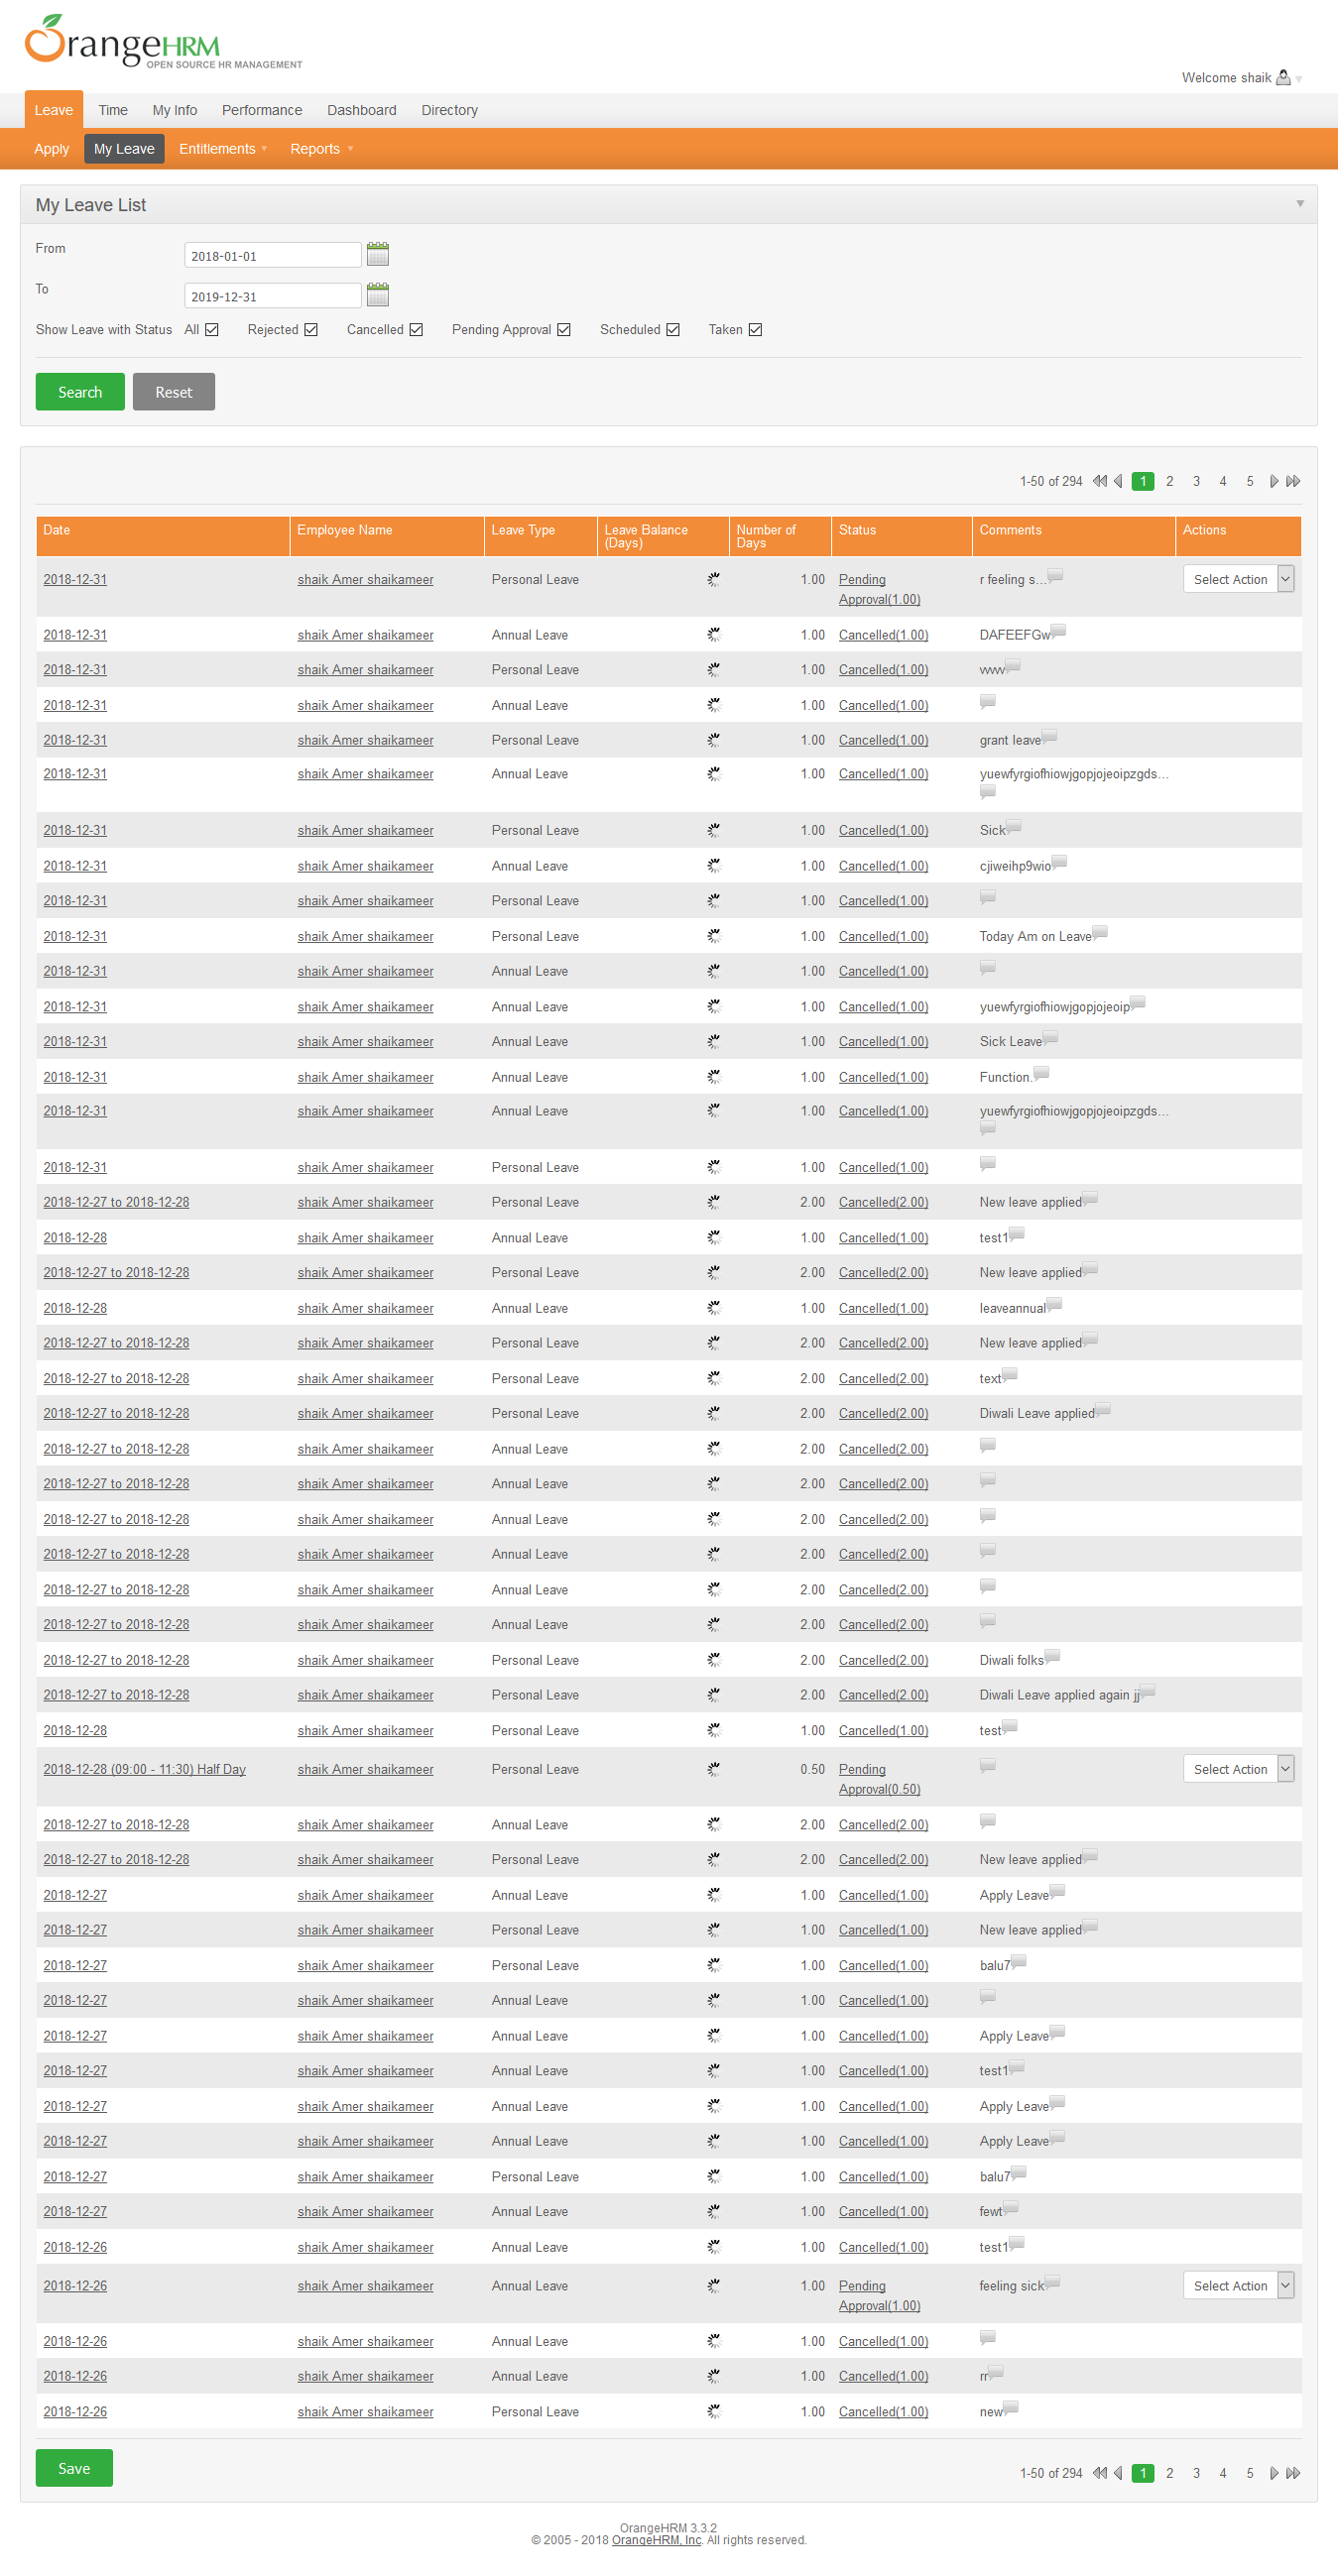 OrangeHRM
OPEN SOURCE HR MANAGEMENT
Welcome shaik
Leave Time My Info Performance Dashboard Directory
Apply My Leave Entitlements Reports
My Leave List
From 2018-01-01
To 2019-12-31
Show Leave with Status All Rejected Cancelled Pending Approval Scheduled Taken
Search Reset
1-50 of 294 1 2 3 4 5
Date Employee Name Leave Type Leave Balance (Days) Number of Days Status Comments Actions
2018-12-31 shaik Amer shaikameer Personal Leave 1.00 Pending Approval(1.00) r feeling s... Select Action
2018-12-31 shaik Amer shaikameer Annual Leave 1.00 Cancelled(1.00) DAFEEFGw
2018-12-31 shaik Amer shaikameer Personal Leave 1.00 Cancelled(1.00) vvvvv
2018-12-31 shaik Amer shaikameer Annual Leave 1.00 Cancelled(1.00)
2018-12-31 shaik Amer shaikameer Personal Leave 1.00 Cancelled(1.00) grant leave
2018-12-31 shaik Amer shaikameer Annual Leave 1.00 Cancelled(1.00) yuewfyrgiofhiowjgopjojeoipzgds...
2018-12-31 shaik Amer shaikameer Personal Leave 1.00 Cancelled(1.00) Sick
2018-12-31 shaik Amer shaikameer Annual Leave 1.00 Cancelled(1.00) cjiweihp9wio
2018-12-31 shaik Amer shaikameer Personal Leave 1.00 Cancelled(1.00)
2018-12-31 shaik Amer shaikameer Personal Leave 1.00 Cancelled(1.00) Today Am on Leave
2018-12-31 shaik Amer shaikameer Annual Leave 1.00 Cancelled(1.00)
2018-12-31 shaik Amer shaikameer Annual Leave 1.00 Cancelled(1.00) yuewfyrgiofhiowjgopjojeoip
2018-12-31 shaik Amer shaikameer Annual Leave 1.00 Cancelled(1.00) Sick Leave
2018-12-31 shaik Amer shaikameer Annual Leave 1.00 Cancelled(1.00) Function.
2018-12-31 shaik Amer shaikameer Annual Leave 1.00 Cancelled(1.00) yuewfyrgiofhiowjgopjojeoipzgds...
2018-12-31 shaik Amer shaikameer Personal Leave 1.00 Cancelled(1.00)
2018-12-27 to 2018-12-28 shaik Amer shaikameer Personal Leave 2.00 Cancelled(2.00) New leave applied
2018-12-28 shaik Amer shaikameer Annual Leave 1.00 Cancelled(1.00) test1
2018-12-27 to 2018-12-28 shaik Amer shaikameer Personal Leave 2.00 Cancelled(2.00) New leave applied
2018-12-28 shaik Amer shaikameer Annual Leave 1.00 Cancelled(1.00) leaveannual
2018-12-27 to 2018-12-28 shaik Amer shaikameer Personal Leave 2.00 Cancelled(2.00) New leave applied
2018-12-27 to 2018-12-28 shaik Amer shaikameer Personal Leave 2.00 Cancelled(2.00) text
2018-12-27 to 2018-12-28 shaik Amer shaikameer Personal Leave 2.00 Cancelled(2.00) Diwali Leave applied
2018-12-27 to 2018-12-28 shaik Amer shaikameer Annual Leave 2.00 Cancelled(2.00)
2018-12-27 to 2018-12-28 shaik Amer shaikameer Annual Leave 2.00 Cancelled(2.00)
2018-12-27 to 2018-12-28 shaik Amer shaikameer Annual Leave 2.00 Cancelled(2.00)
2018-12-27 to 2018-12-28 shaik Amer shaikameer Annual Leave 2.00 Cancelled(2.00)
2018-12-27 to 2018-12-28 shaik Amer shaikameer Annual Leave 2.00 Cancelled(2.00)
2018-12-27 to 2018-12-28 shaik Amer shaikameer Annual Leave 2.00 Cancelled(2.00)
2018-12-27 to 2018-12-28 shaik Amer shaikameer Personal Leave 2.00 Cancelled(2.00) Diwali folks
2018-12-27 to 2018-12-28 shaik Amer shaikameer Personal Leave 2.00 Cancelled(2.00) Diwali Leave applied again jj
2018-12-28 shaik Amer shaikameer Personal Leave 1.00 Cancelled(1.00) test
2018-12-28 (09:00 - 11:30) Half Day shaik Amer shaikameer Personal Leave 0.50 Pending Approval(0.50) Select Action
2018-12-27 to 2018-12-28 shaik Amer shaikameer Annual Leave 2.00 Cancelled(2.00)
2018-12-27 to 2018-12-28 shaik Amer shaikameer Personal Leave 2.00 Cancelled(2.00) New leave applied
2018-12-27 shaik Amer shaikameer Annual Leave 1.00 Cancelled(1.00) Apply Leave
2018-12-27 shaik Amer shaikameer Personal Leave 1.00 Cancelled(1.00) New leave applied
2018-12-27 shaik Amer shaikameer Personal Leave 1.00 Cancelled(1.00) balu7
2018-12-27 shaik Amer shaikameer Annual Leave 1.00 Cancelled(1.00)
2018-12-27 shaik Amer shaikameer Annual Leave 1.00 Cancelled(1.00) Apply Leave
2018-12-27 shaik Amer shaikameer Annual Leave 1.00 Cancelled(1.00) test1
2018-12-27 shaik Amer shaikameer Annual Leave 1.00 Cancelled(1.00) Apply Leave
2018-12-27 shaik Amer shaikameer Annual Leave 1.00 Cancelled(1.00) Apply Leave
2018-12-27 shaik Amer shaikameer Personal Leave 1.00 Cancelled(1.00) balu7
2018-12-27 shaik Amer shaikameer Annual Leave 1.00 Cancelled(1.00) fewt
2018-12-26 shaik Amer shaikameer Annual Leave 1.00 Cancelled(1.00) test1
2018-12-26 shaik Amer shaikameer Annual Leave 1.00 Pending Approval(1.00) feeling sick Select Action
2018-12-26 shaik Amer shaikameer Annual Leave 1.00 Cancelled(1.00)
2018-12-26 shaik Amer shaikameer Annual Leave 1.00 Cancelled(1.00) rr
2018-12-26 shaik Amer shaikameer Personal Leave 1.00 Cancelled(1.00) new
Save 1-50 of 294 1 2 3 4 5
OrangeHRM 3.3.2
© 2005 - 2018 OrangeHRM, Inc. All rights reserved.